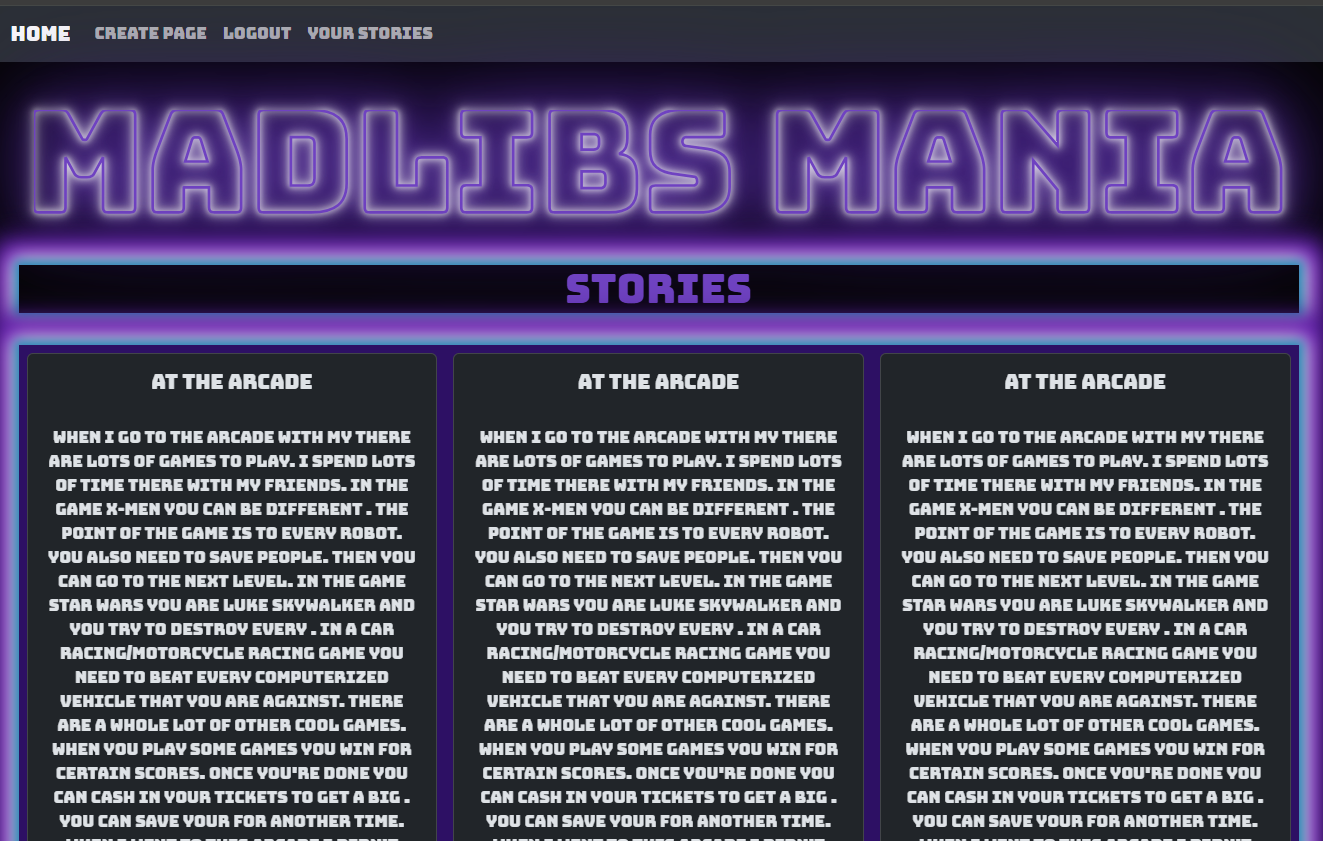 HOME CREATE PAGE LOGOUT YOUR STORIES
MADLIBS MANIA
STORIES
AT THE ARCADE
WHEN I GO TO THE ARCADE WITH MY THERE
ARE LOTS OF GAMES TO PLAY. I SPEND LOTS
OF TIME THERE WITH MY FRIENDS. IN THE
GAME X-MEN YOU CAN BE DIFFERENT . THE
POINT OF THE GAME IS TO EVERY ROBOT.
YOU ALSO NEED TO SAVE PEOPLE. THEN YOU
CAN GO TO THE NEXT LEVEL. IN THE GAME
STAR WARS YOU ARE LUKE SKYWALKER AND
YOU TRY TO DESTROY EVERY . IN A CAR
RACING/MOTORCYCLE RACING GAME YOU
NEED TO BEAT EVERY COMPUTERIZED
VEHICLE THAT YOU ARE AGAINST. THERE
ARE A WHOLE LOT OF OTHER COOL GAMES.
WHEN YOU PLAY SOME GAMES YOU WIN FOR
CERTAIN SCORES. ONCE YOU'RE DONE YOU
CAN CASH IN YOUR TICKETS TO GET A BIG .
YOU CAN SAVE YOUR FOR ANOTHER TIME.
AT THE ARCADE
WHEN I GO TO THE ARCADE WITH MY THERE
ARE LOTS OF GAMES TO PLAY. I SPEND LOTS
OF TIME THERE WITH MY FRIENDS. IN THE
GAME X-MEN YOU CAN BE DIFFERENT . THE
POINT OF THE GAME IS TO EVERY ROBOT.
YOU ALSO NEED TO SAVE PEOPLE. THEN YOU
CAN GO TO THE NEXT LEVEL. IN THE GAME
STAR WARS YOU ARE LUKE SKYWALKER AND
YOU TRY TO DESTROY EVERY . IN A CAR
RACING/MOTORCYCLE RACING GAME YOU
NEED TO BEAT EVERY COMPUTERIZED
VEHICLE THAT YOU ARE AGAINST. THERE
ARE A WHOLE LOT OF OTHER COOL GAMES.
WHEN YOU PLAY SOME GAMES YOU WIN FOR
CERTAIN SCORES. ONCE YOU'RE DONE YOU
CAN CASH IN YOUR TICKETS TO GET A BIG .
YOU CAN SAVE YOUR FOR ANOTHER TIME.
AT THE ARCADE
WHEN I GO TO THE ARCADE WITH MY THERE
ARE LOTS OF GAMES TO PLAY. I SPEND LOTS
OF TIME THERE WITH MY FRIENDS. IN THE
GAME X-MEN YOU CAN BE DIFFERENT . THE
POINT OF THE GAME IS TO EVERY ROBOT.
YOU ALSO NEED TO SAVE PEOPLE. THEN YOU
CAN GO TO THE NEXT LEVEL. IN THE GAME
STAR WARS YOU ARE LUKE SKYWALKER AND
YOU TRY TO DESTROY EVERY . IN A CAR
RACING/MOTORCYCLE RACING GAME YOU
NEED TO BEAT EVERY COMPUTERIZED
VEHICLE THAT YOU ARE AGAINST. THERE
ARE A WHOLE LOT OF OTHER COOL GAMES.
WHEN YOU PLAY SOME GAMES YOU WIN FOR
CERTAIN SCORES. ONCE YOU'RE DONE YOU
CAN CASH IN YOUR TICKETS TO GET A BIG .
YOU CAN SAVE YOUR FOR ANOTHER TIME.